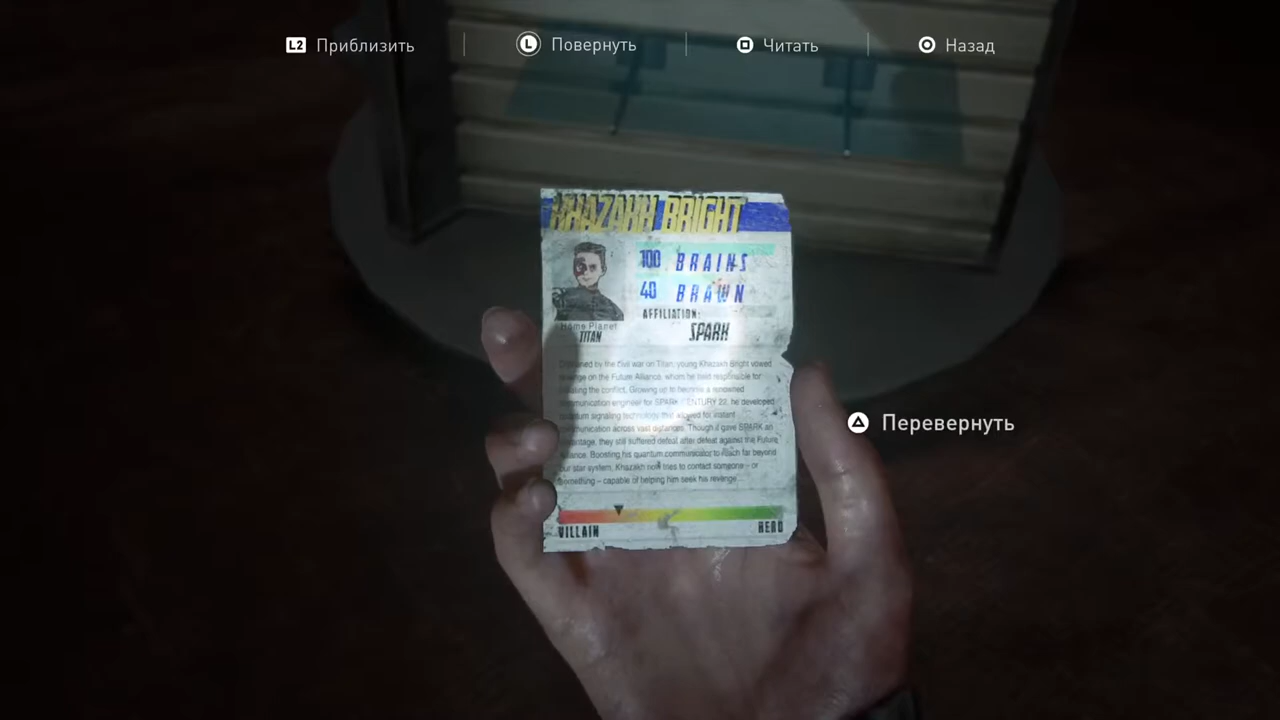 L2 Приблизить
L Повернуть
Читать
Назад
KHAZAKH BRIGHT
100 BRAINS
40 BRAWN
AFFILIATION:
SPARK
Home Planet
TITAN
by the civil war on Titan, young Khazakh Bright vowed
revenge on the Future Alliance, whom he held responsible for
the conflict. Growing up to become a renowned
communication engineer for SPARK CENTURY 22, he developed
quantum signaling technology that allowed for instant
communication across vast distances. Though it gave SPARK an
advantage, they still suffered defeat after defeat against the Future
Alliance. Boosting his quantum communicator to reach far beyond
our star system, Khazakh now tries to contact someone – or
something – capable of helping him seek his revenge.
Перевернуть
VILLAIN
HERO